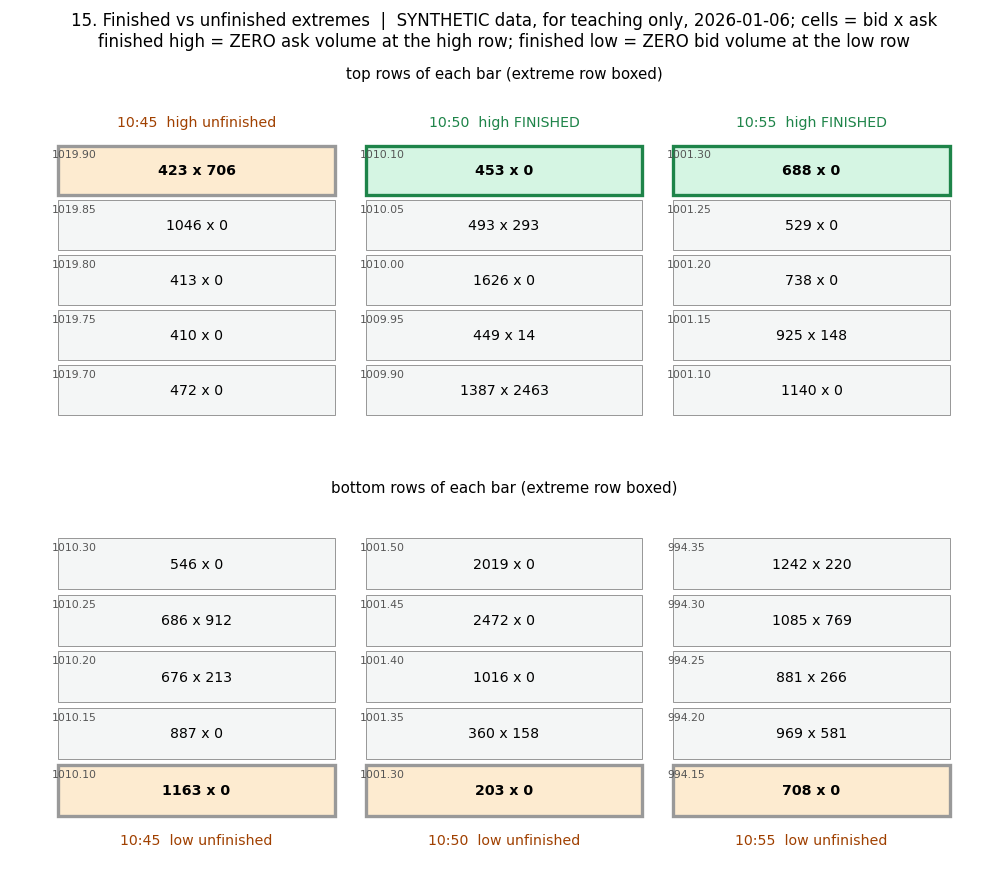 15. Finished vs unfinished extremes | SYNTHETIC data, for teaching only, 2026-01-06; cells = bid x ask
finished high = ZERO ask volume at the high row; finished low = ZERO bid volume at the low row
top rows of each bar (extreme row boxed)
10:45 high unfinished 10:50 high FINISHED 10:55 high FINISHED
1019.90 423 x 706 1010.10 453 x 0 1001.30 688 x 0
1019.85 1046 x 0 1010.05 493 x 293 1001.25 529 x 0
1019.80 413 x 0 1010.00 1626 x 0 1001.20 738 x 0
1019.75 410 x 0 1009.95 449 x 14 1001.15 925 x 148
1019.70 472 x 0 1009.90 1387 x 2463 1001.10 1140 x 0
bottom rows of each bar (extreme row boxed)
1010.30 546 x 0 1001.50 2019 x 0 994.35 1242 x 220
1010.25 686 x 912 1001.45 2472 x 0 994.30 1085 x 769
1010.20 676 x 213 1001.40 1016 x 0 994.25 881 x 266
1010.15 887 x 0 1001.35 360 x 158 994.20 969 x 581
1010.10 1163 x 0 1001.30 203 x 0 994.15 708 x 0
10:45 low unfinished 10:50 low unfinished 10:55 low unfinished